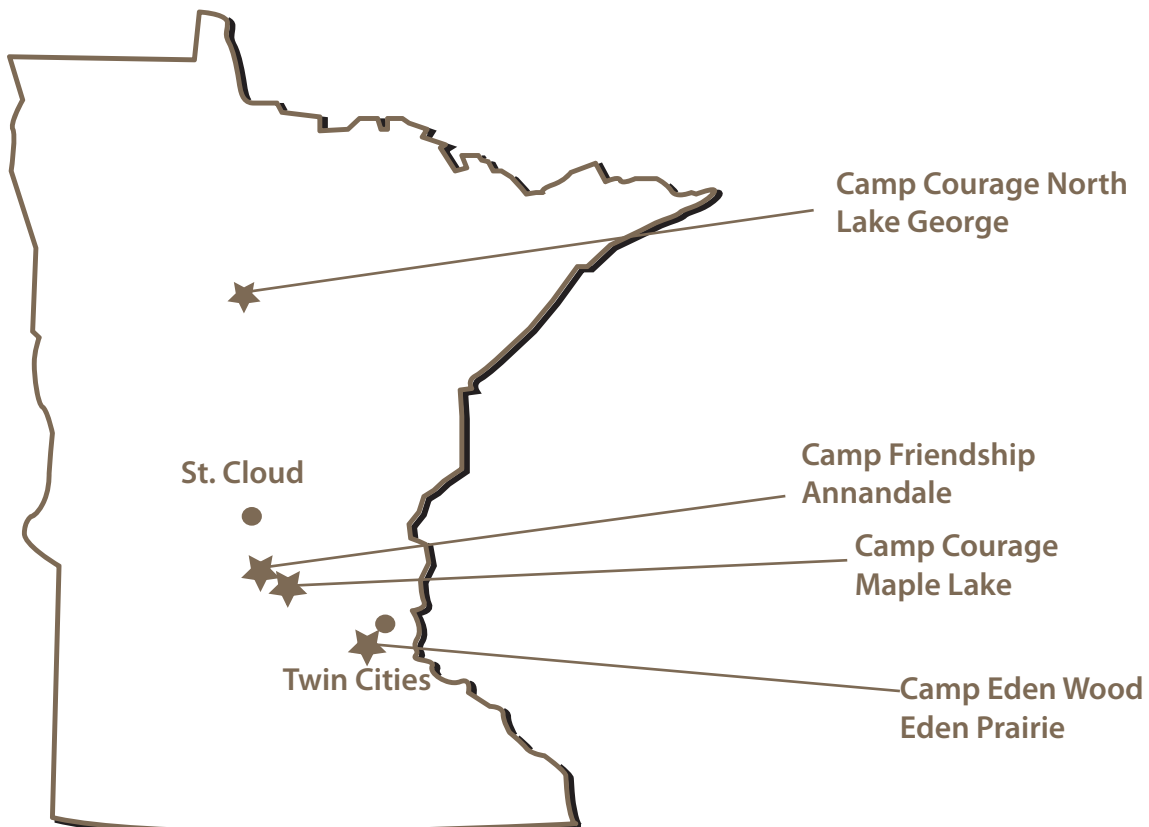 Camp Courage North
Lake George
Camp Friendship
Annandale
St. Cloud
Camp Courage
Maple Lake
Twin Cities
Camp Eden Wood
Eden Prairie